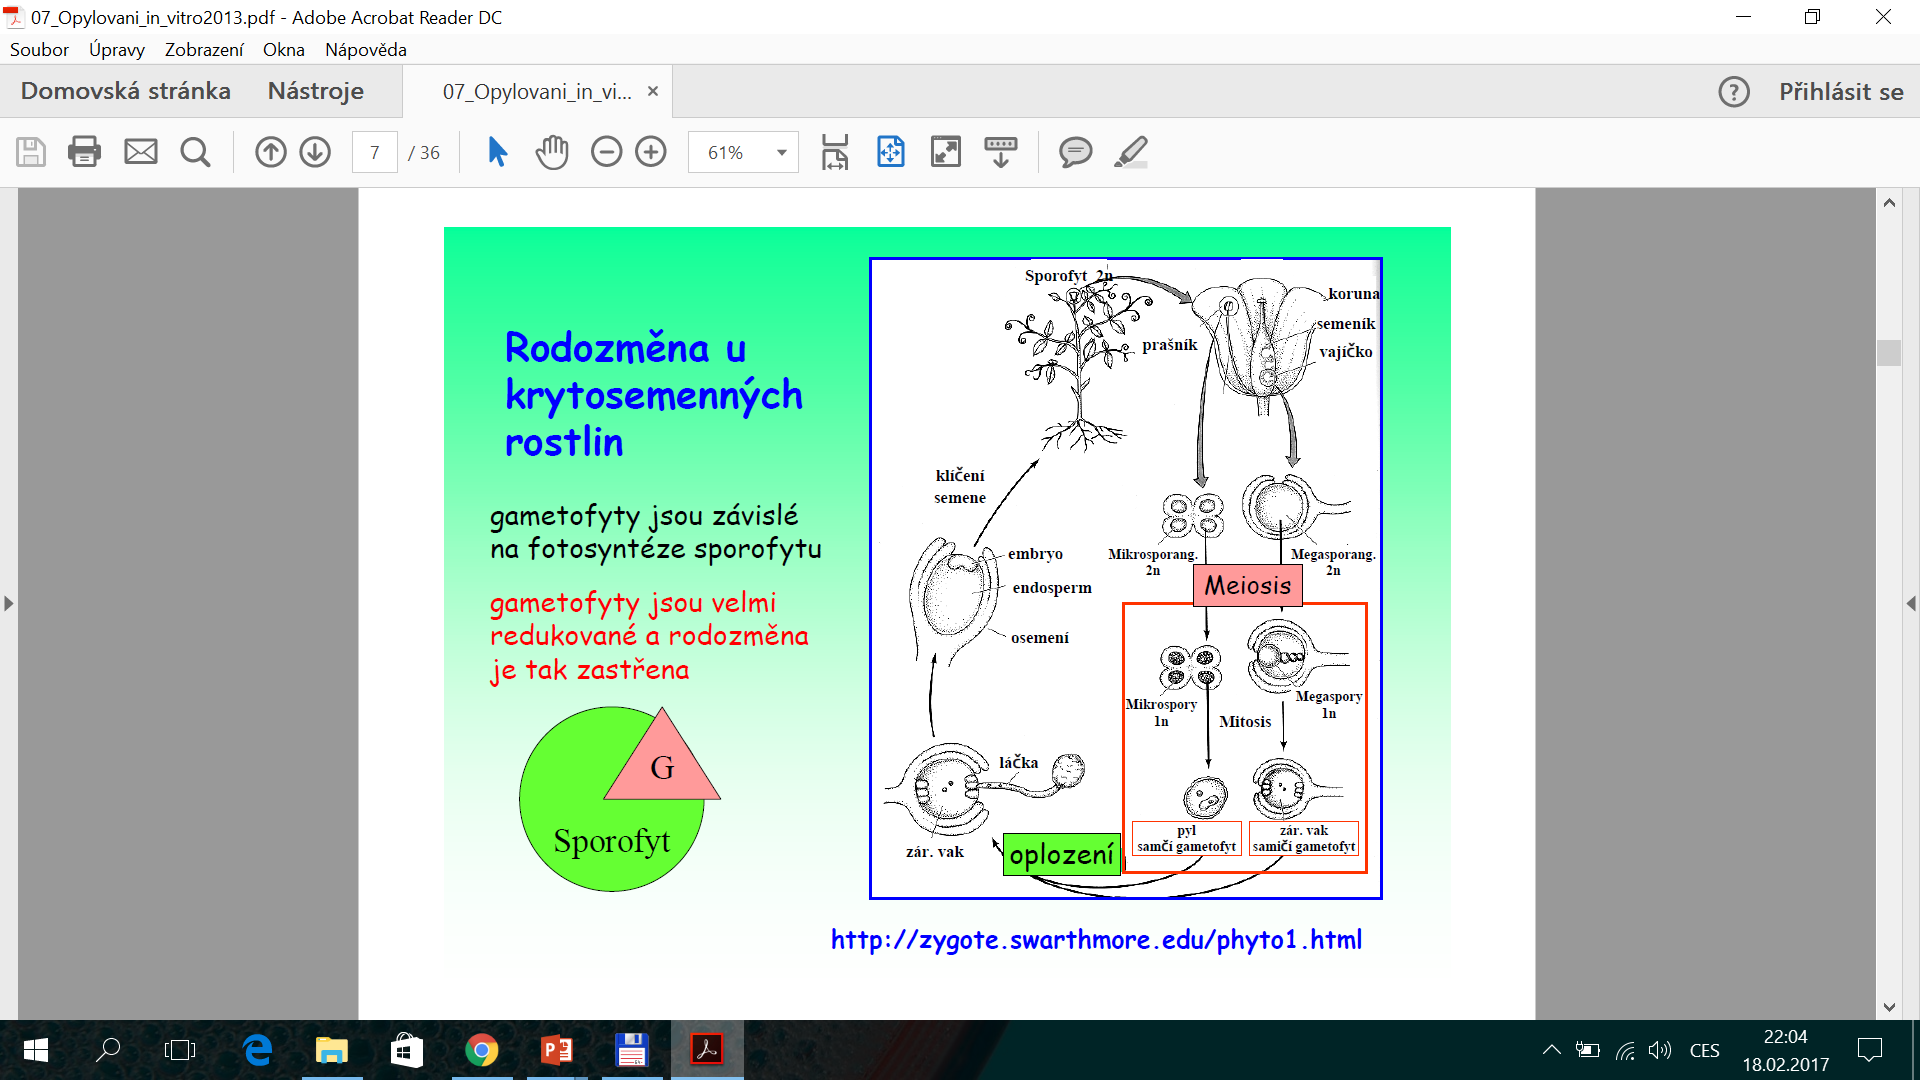 07_Opylovani_in_vitro2013.pdf - Adobe Acrobat Reader DC
Soubor Úpravy Zobrazení Okna Nápověda
Domovská stránka Nástroje 07_Opylovani_in_vi... × ? Přihlásit se
7 / 36 61%
Rodozměna u
krytosemenných
rostlin
gametofyty jsou závislé
na fotosyntéze sporofytu
gametofyty jsou velmi
redukované a rodozměna
je tak zastřena
G
Sporofyt
Sporofyt 2n
koruna
semeník
prašník
vajíčko
klíčení
semene
embryo
endosperm
osemení
Mikrosporang.
2n
Megasporang.
2n
Meiosis
Mikrospory
1n
Megaspory
1n
Mitosis
láčka
zár. vak
oplození
pyl
samčí gametofyt
zár. vak
samičí gametofyt
http://zygote.swarthmore.edu/phyto1.html
CES
22:04
18.02.2017